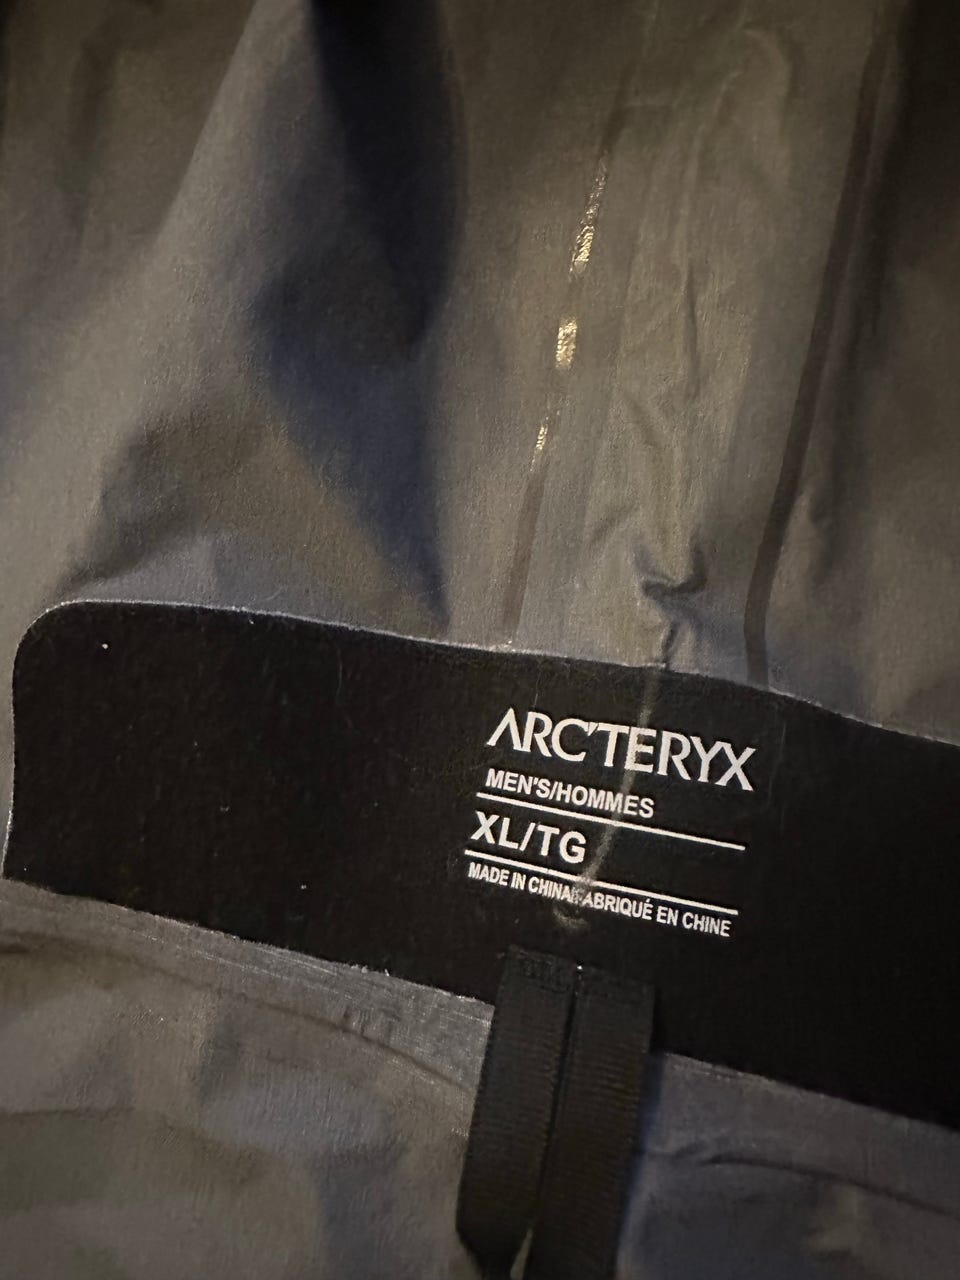 ARC'TERYX
MEN'S/HOMMES
XL/TG
MADE IN CHINA/FABRIQUÉ EN CHINE